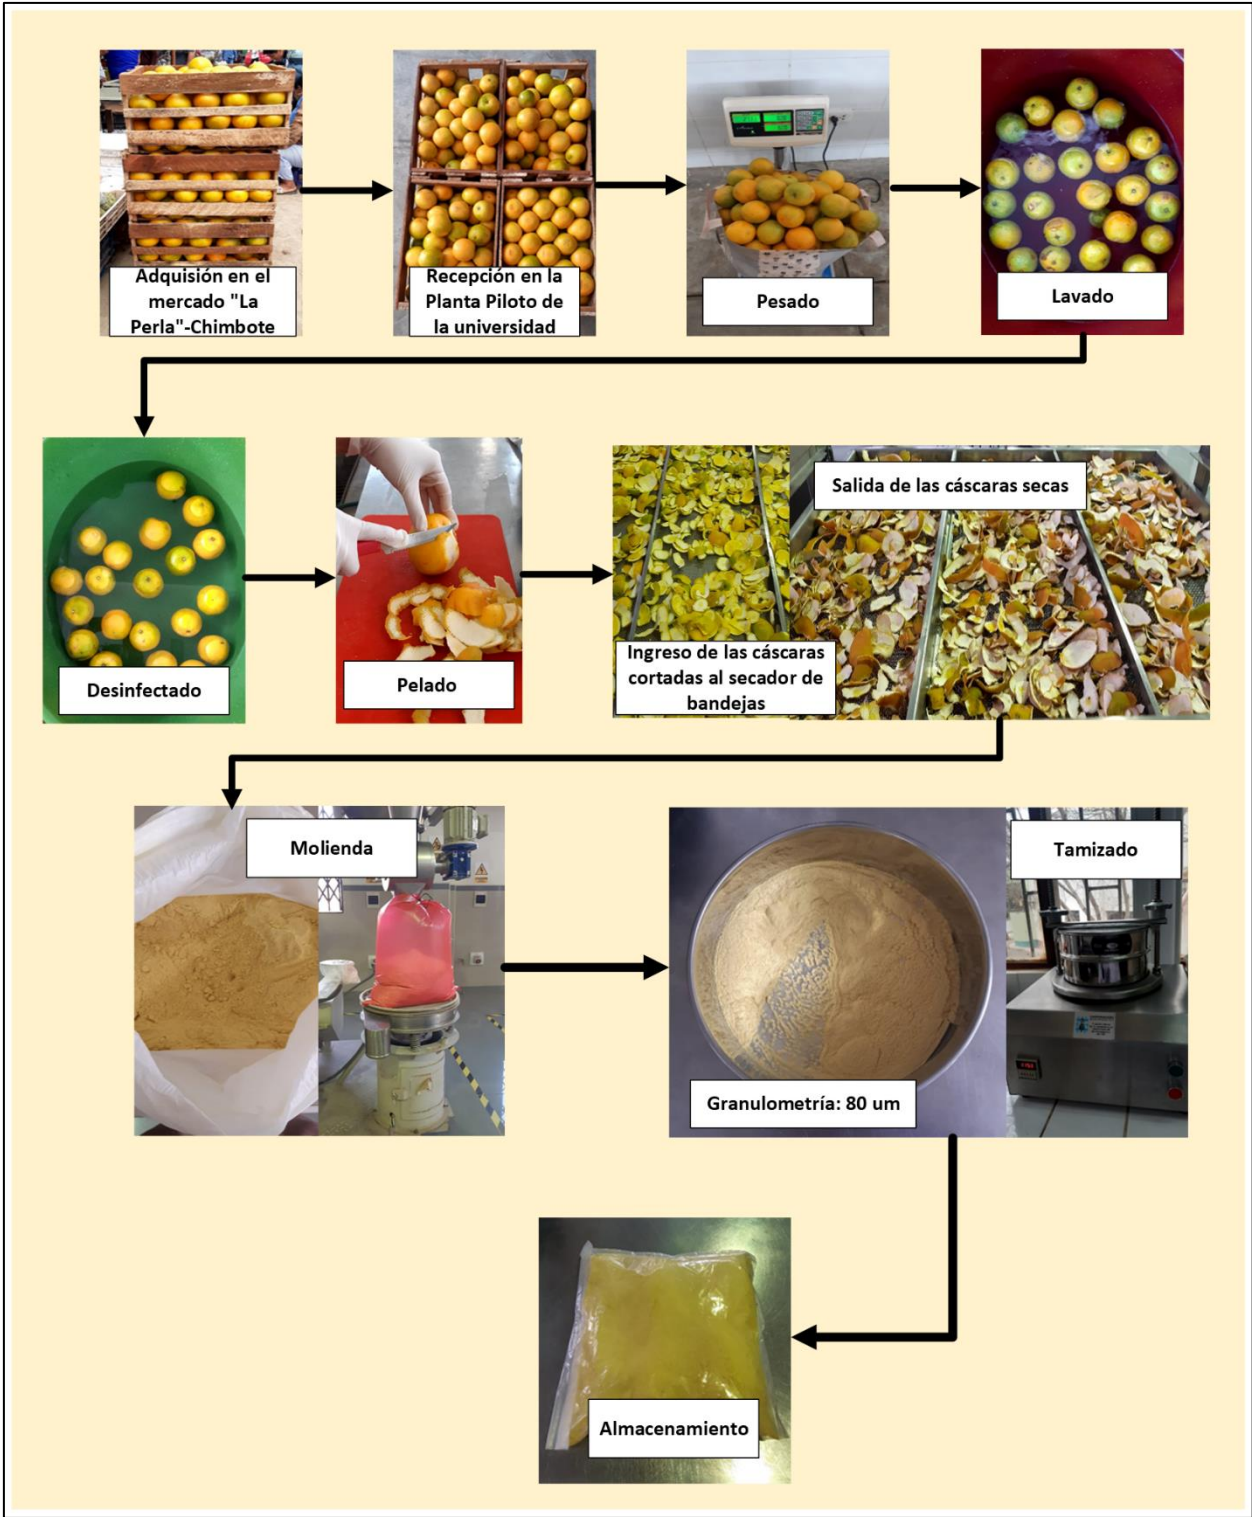 Adquisión en el
mercado "La
Perla"-Chimbote
Recepción en la
Planta Piloto de
la universidad
Pesado
Lavado
Desinfectado
Pelado
Ingreso de las cáscaras
cortadas al secador de
bandejas
Salida de las cáscaras secas
Molienda
Granulometría: 80 um
Tamizado
Almacenamiento